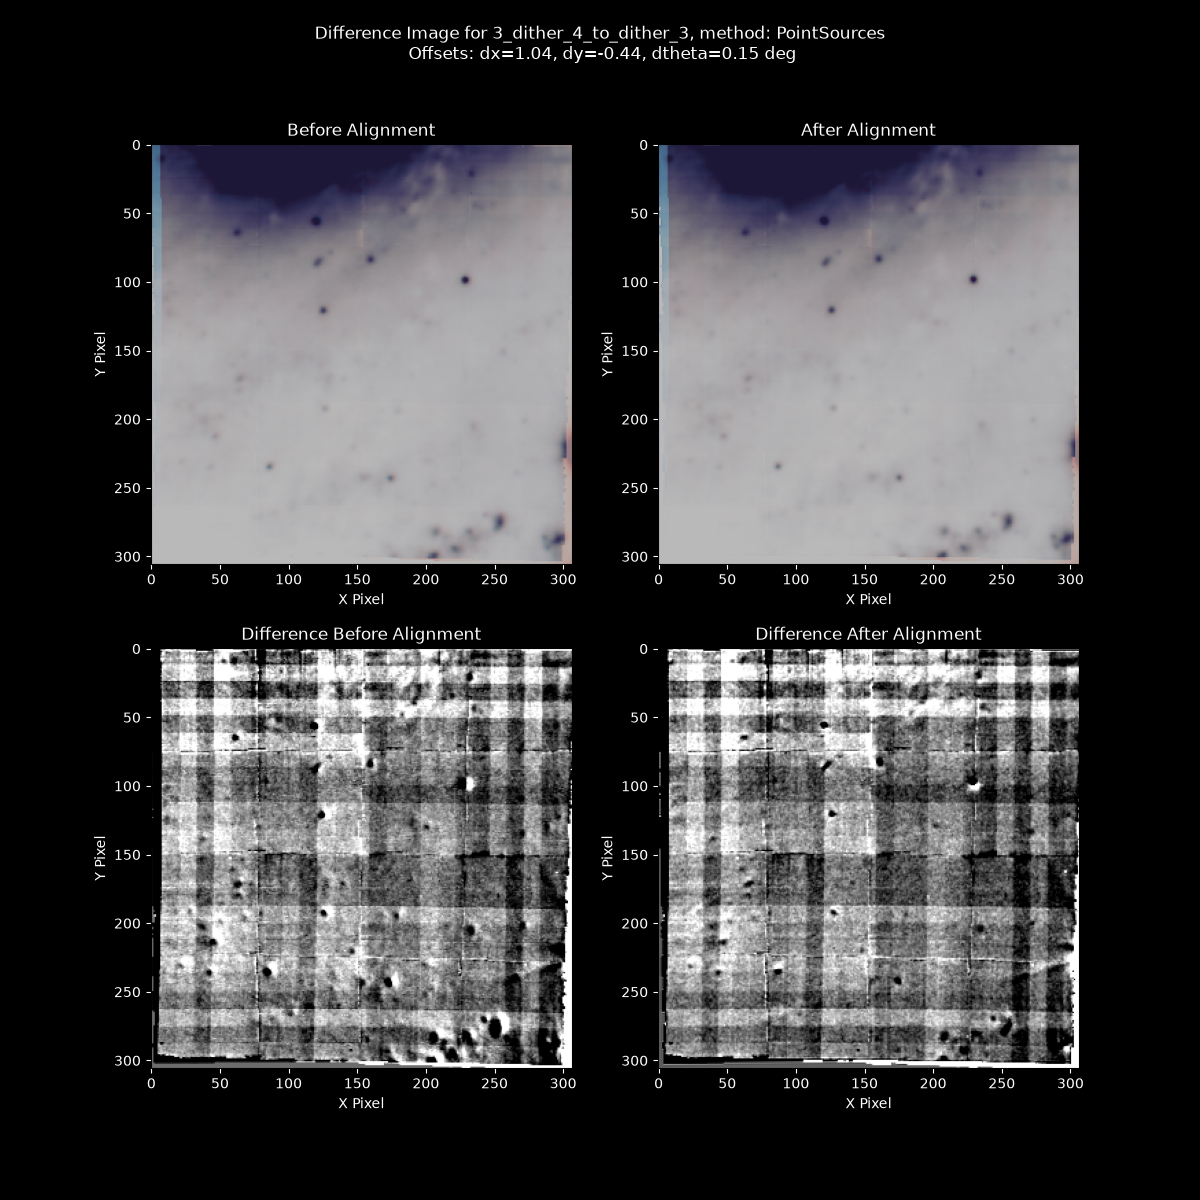 Difference Image for 3_dither_4_to_dither_3, method: PointSources
Offsets: dx=1.04, dy=-0.44, dtheta=0.15 deg
Before Alignment
0
50
100
150
200
250
300
Y Pixel
0 50 100 150 200 250 300
X Pixel
After Alignment
0
50
100
150
200
250
300
Y Pixel
0 50 100 150 200 250 300
X Pixel
Difference Before Alignment
0
50
100
150
200
250
300
Y Pixel
0 50 100 150 200 250 300
X Pixel
Difference After Alignment
0
50
100
150
200
250
300
Y Pixel
0 50 100 150 200 250 300
X Pixel